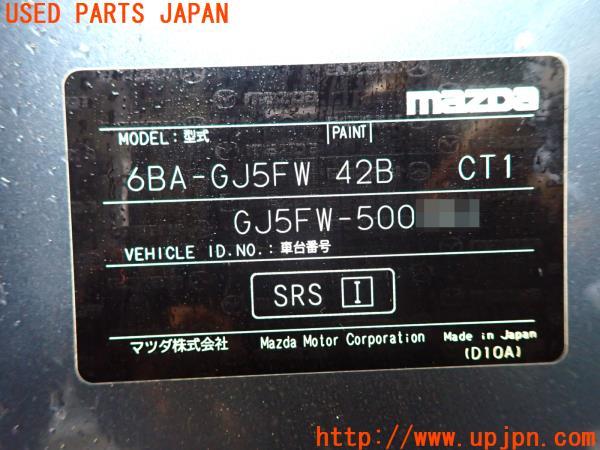 USED PARTS JAPAN
mazda
MODEL:型式 PAINT
6BA-GJ5FW 42B CT1
GJ5FW-500
VEHICLE ID.NO.:車台番号
SRS I
マツダ株式会社 Mazda Motor Corporation Made in Japan
(D10A)
http://www.upjpn.com